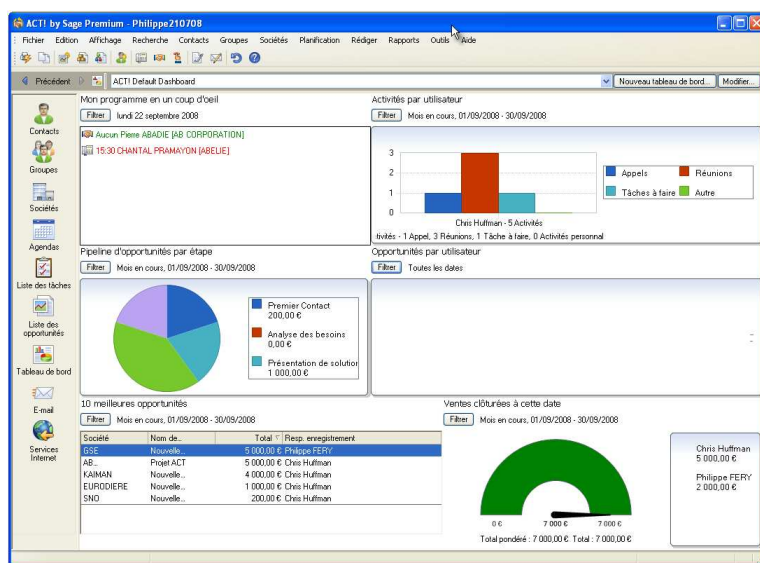 ACT! by Sage Premium - Philippe210708
Fichier Edition Affichage Recherche Contacts Groupes Sociétés Planification Rédiger Rapports Outils Aide
Précédent ACT! Default Dashboard Nouveau tableau de bord... Modifier...
Contacts
Groupes
Sociétés
Agendas
Liste des tâches
Liste des
opportunités
Tableau de bord
E-mail
Services
Internet
Mon programme en un coup d'oeil
Filtrer lundi 22 septembre 2008
Aucun Pierre ABADIE [AB CORPORATION]
15:30 CHANTAL PRAMAYON [ABELIE]
Activités par utilisateur
Filtrer Mois en cours, 01/09/2008 - 30/09/2008
3
2
1
0
Appels Réunions
Tâches à faire Autre
Chris Huffman - 5 Activités
tivités - 1 Appel, 3 Réunions, 1 Tâche à faire, 0 Activités personnal
Pipeline d'opportunités par étape
Filtrer Mois en cours, 01/09/2008 - 30/09/2008
Premier Contact
200,00 €
Analyse des besoins
0,00 €
Présentation de solution
1 000,00 €
Opportunités par utilisateur
Filtrer Toutes les dates
10 meilleures opportunités
Filtrer Mois en cours, 01/09/2008 - 30/09/2008
Société Nom de... Total Resp. enregistrement
GSE Nouvelle... 5 000,00 € Philippe FERY
AB... Projet ACT 5 000,00 € Chris Huffman
KAIMAN Nouvelle... 4 000,00 € Chris Huffman
EURODIERE Nouvelle... 1 000,00 € Chris Huffman
SNO Nouvelle... 200,00 € Chris Huffman
Ventes clôturées à cette date
Filtrer Mois en cours, 01/09/2008 - 30/09/2008
0 € 7 000 € 7 000 €
Total pondéré : 7 000,00 € Total : 7 000,00 €
Chris Huffman
5 000,00 €
Philippe FERY
2 000,00 €